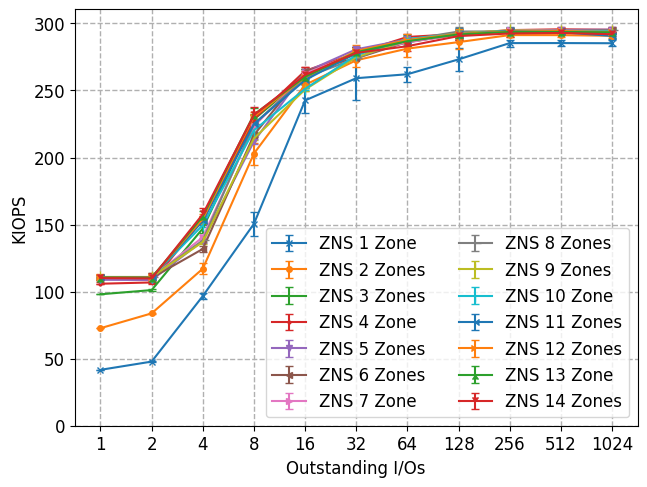 300
250
200
150
100
50
0
KIOPS
ZNS 1 Zone
ZNS 2 Zones
ZNS 3 Zones
ZNS 4 Zone
ZNS 5 Zones
ZNS 6 Zones
ZNS 7 Zone
ZNS 8 Zones
ZNS 9 Zones
ZNS 10 Zone
ZNS 11 Zones
ZNS 12 Zones
ZNS 13 Zone
ZNS 14 Zones
1 2 4 8 16 32 64 128 256 512 1024
Outstanding I/Os